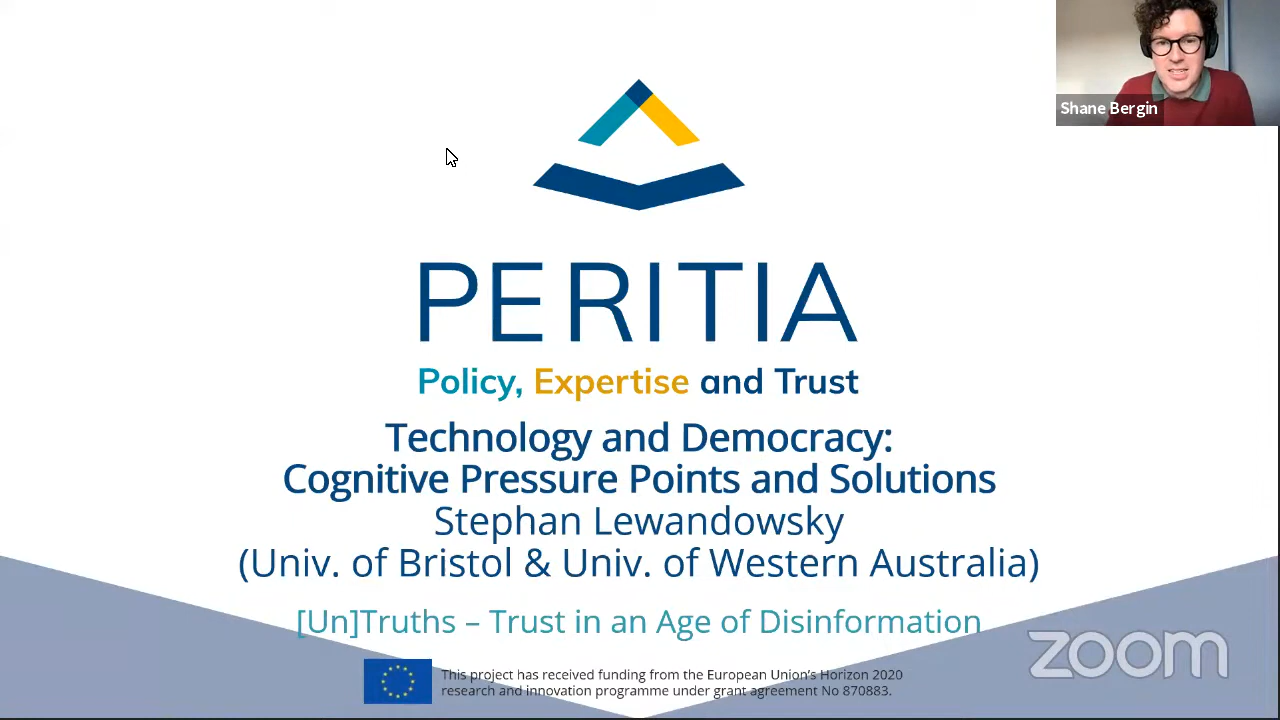 Shane Bergin
PERITIA
Policy, Expertise and Trust
Technology and Democracy:
Cognitive Pressure Points and Solutions
Stephan Lewandowsky
(Univ. of Bristol & Univ. of Western Australia)
[Un]Truths – Trust in an Age of Disinformation
This project has received funding from the European Union's Horizon 2020
research and innovation programme under grant agreement No 870883.
zoom